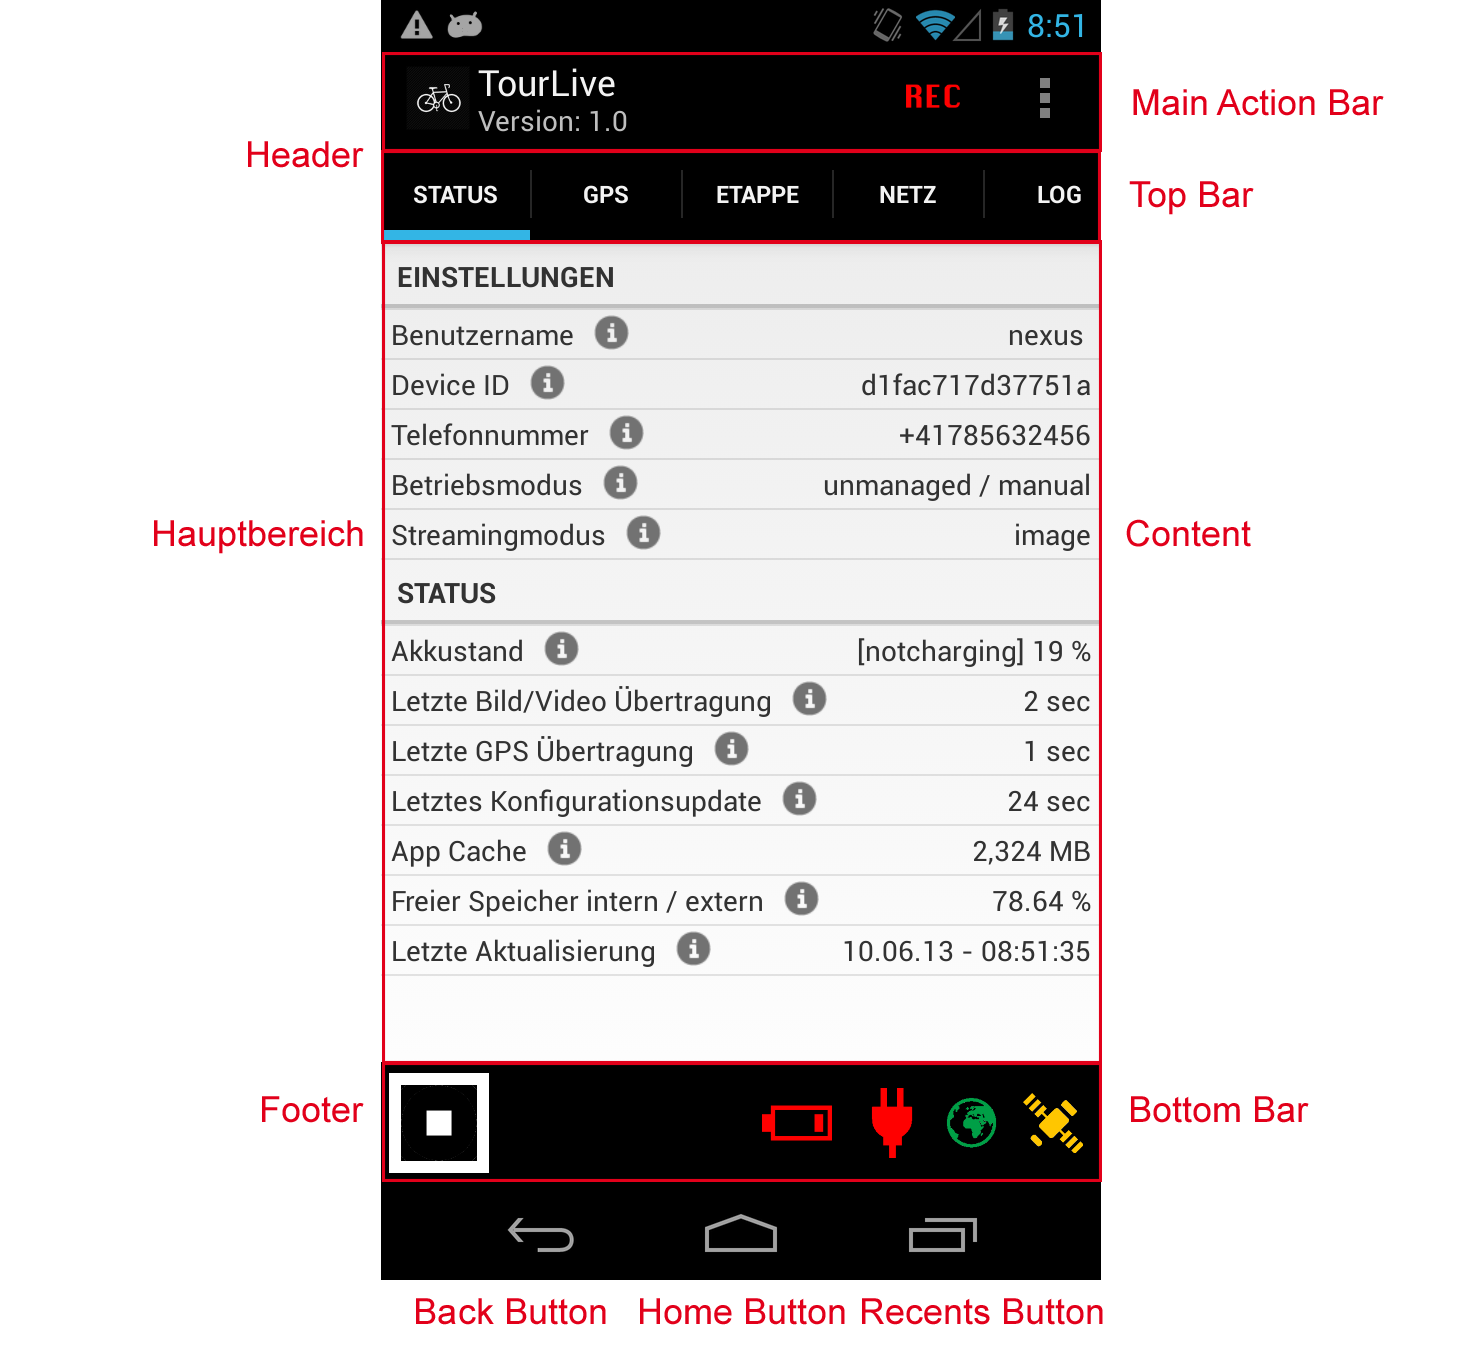 8:51
TourLive
Version: 1.0
REC
Main Action Bar
Header
STATUS GPS ETAPPE NETZ LOG
Top Bar
EINSTELLUNGEN
Benutzername nexus
Device ID d1fac717d37751a
Telefonnummer +41785632456
Betriebsmodus unmanaged / manual
Hauptbereich
Streamingmodus image
Content
STATUS
Akkustand [notcharging] 19 %
Letzte Bild/Video Übertragung 2 sec
Letzte GPS Übertragung 1 sec
Letztes Konfigurationsupdate 24 sec
App Cache 2,324 MB
Freier Speicher intern / extern 78.64 %
Letzte Aktualisierung 10.06.13 - 08:51:35
Footer
Bottom Bar
Back Button Home Button Recents Button